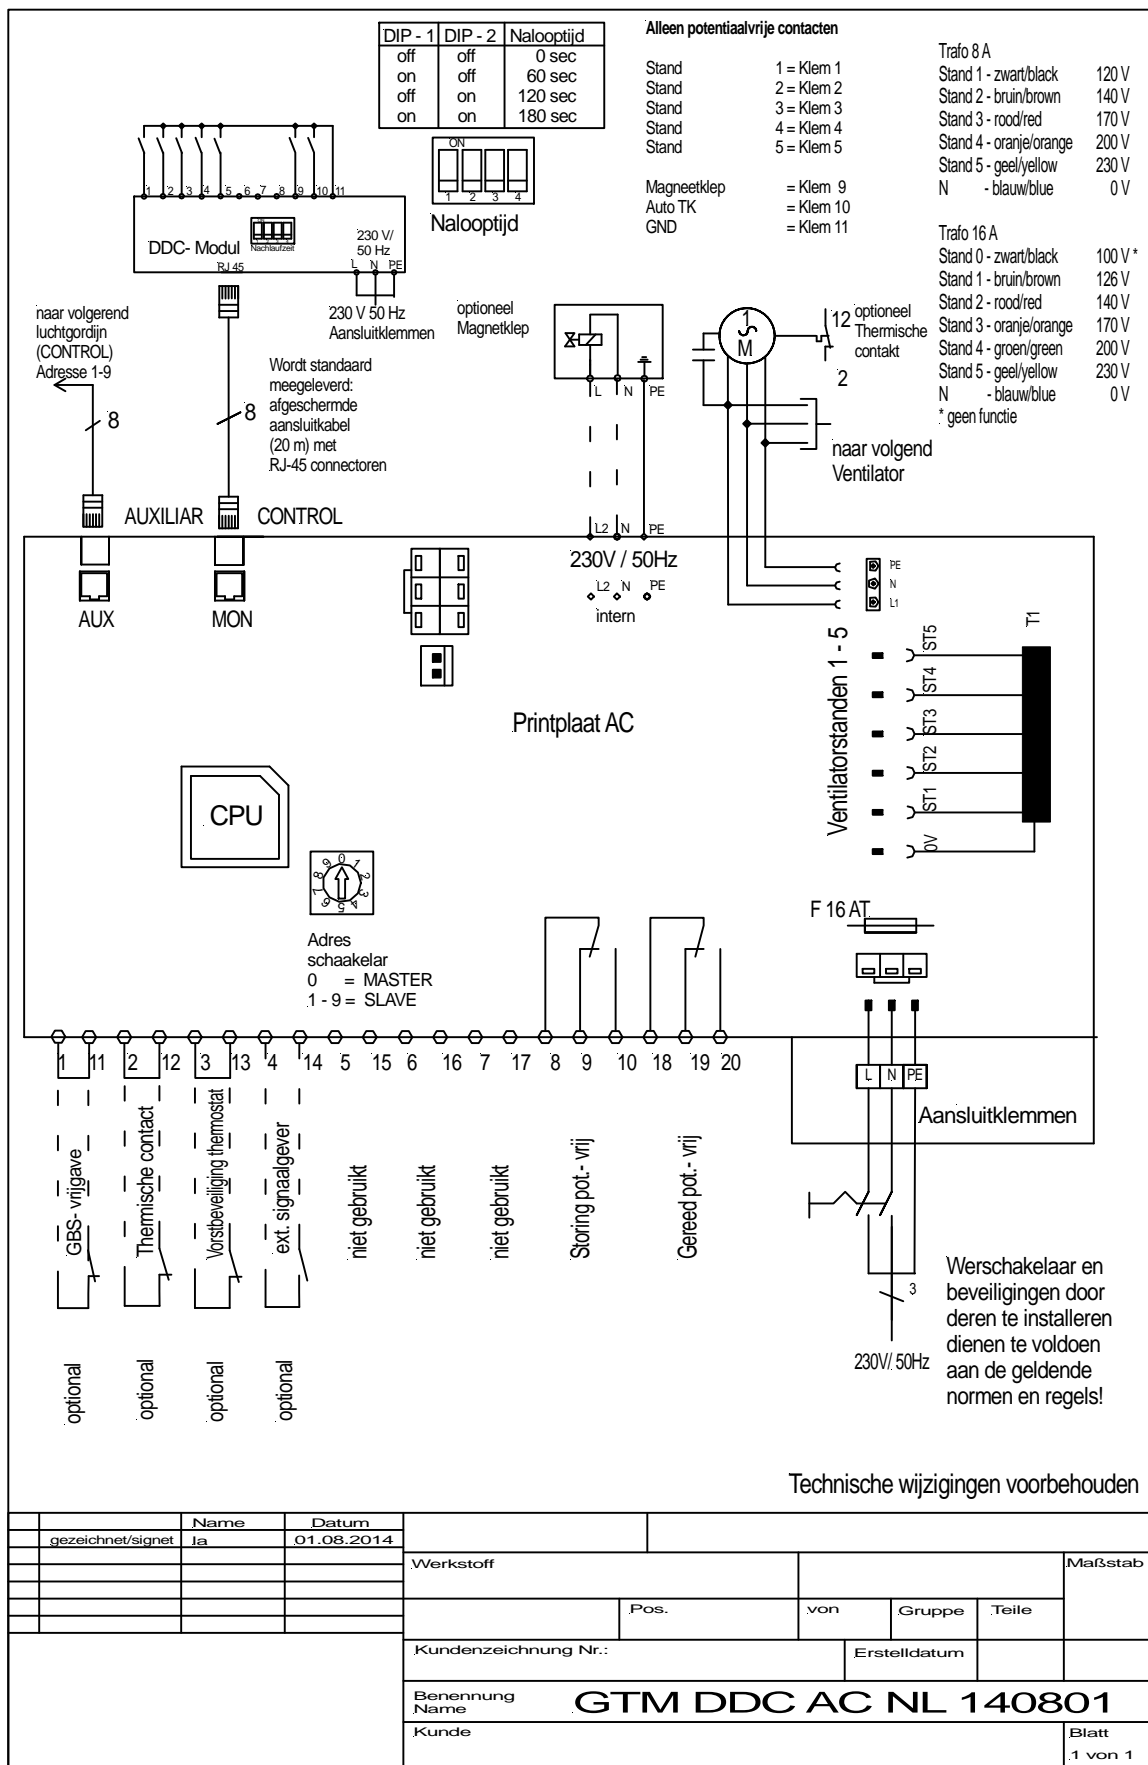 DIP - 1 DIP - 2 Nalooptijd
off off 0 sec
on off 60 sec
off on 120 sec
on on 180 sec
ON
1 2 3 4
Nalooptijd
Alleen potentiaalvrije contacten
Stand 1 = Klem 1
Stand 2 = Klem 2
Stand 3 = Klem 3
Stand 4 = Klem 4
Stand 5 = Klem 5
Magneetklep = Klem 9
Auto TK = Klem 10
GND = Klem 11
Trafo 8 A
Stand 1 - zwart/black 120 V
Stand 2 - bruin/brown 140 V
Stand 3 - rood/red 170 V
Stand 4 - oranje/orange 200 V
Stand 5 - geel/yellow 230 V
N - blauw/blue 0 V
Trafo 16 A
Stand 0 - zwart/black 100 V *
Stand 1 - bruin/brown 126 V
Stand 2 - rood/red 140 V
Stand 3 - oranje/orange 170 V
Stand 4 - groen/green 200 V
Stand 5 - geel/yellow 230 V
N - blauw/blue 0 V
* geen functie
1 2 3 4 5 6 7 8 9 10 11
DDC- Modul
Nachlaufzeit
230 V/
50 Hz
RJ 45
L N PE
230 V 50 Hz
Aansluitklemmen
naar volgerend
luchtgordijn
(CONTROL)
Adresse 1-9
8
8
Wordt standaard
meegeleverd:
afgeschermde
aansluitkabel
(20 m) met
RJ-45 connectoren
optioneel
Magnetklep
L N PE
1
M
12
2
optioneel
Thermische
contakt
naar volgend
Ventilator
AUXILIAR CONTROL
AUX MON
L2 N PE
230V / 50Hz
L2 N PE
intern
PE
N
L1
Ventilatorstanden 1 - 5
ST5
ST4
ST3
ST2
ST1
0V
T1
Printplaat AC
CPU
0 1 2 3 4 5 6 7 8 9
Adres
schaakelar
0 = MASTER
1 - 9 = SLAVE
F 16 AT
1 11 2 12 3 13 4 14 5 15 6 16 7 17 8 9 10 18 19 20
L N PE
Aansluitklemmen
GBS- vrijgave
Thermische contact
Vorstbeveiliging thermostat
ext. signaalgever
niet gebruikt
niet gebruikt
niet gebruikt
Storing pot.- vrij
Gereed pot.- vrij
optional
optional
optional
optional
3
230V/ 50Hz
Werschakelaar en
beveiligingen door
deren te installeren
dienen te voldoen
aan de geldende
normen en regels!
Technische wijzigingen voorbehouden
Name Datum
gezeichnet/signet Ja 01.08.2014
Werkstoff Maßstab
Pos. von Gruppe Teile
Kundenzeichnung Nr.: Erstelldatum
Benennung
Name
GTM DDC AC NL 140801
Kunde Blatt
1 von 1